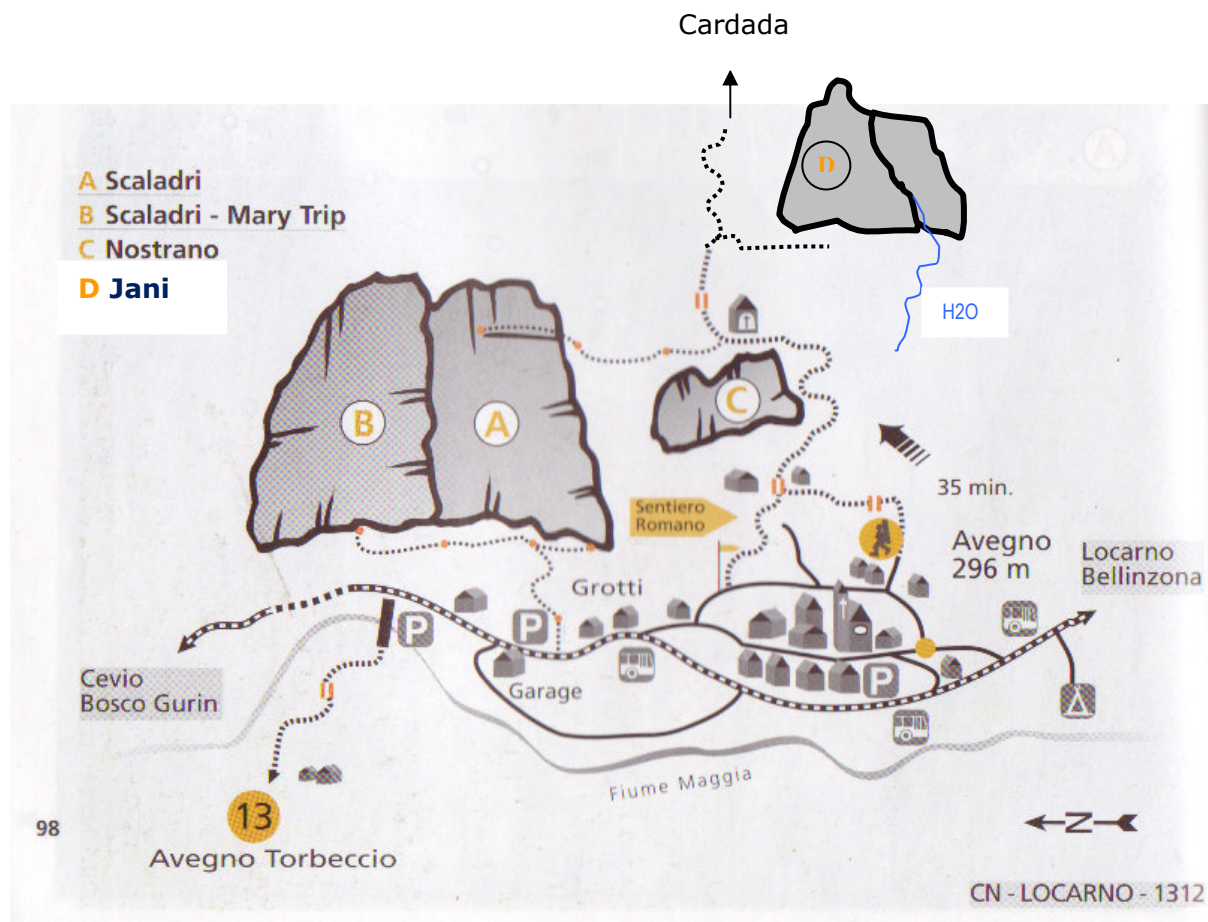 Cardada
A Scaladri
B Scaladri - Mary Trip
C Nostrano
D Jani
D
H2O
B
A
C
35 min.
Sentiero
Romano
Avegno
296 m
Locarno
Bellinzona
Grotti
P
P
Cevio
Bosco Gurin
Garage
P
Fiume Maggia
13
98
N
Avegno Torbeccio
CN - LOCARNO - 1312